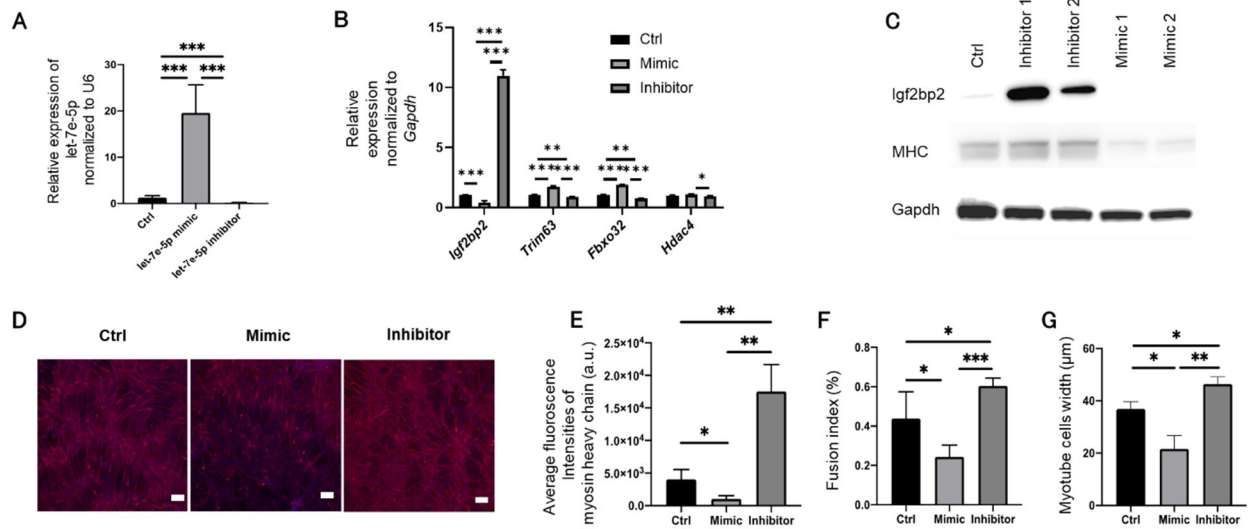 A
Relative expression of
let-7e-5p
normalized to U6
30
20
10
0
***
***
***
Ctrl
let-7e-5p mimic
let-7e-5p inhibitor
B
Relative
expression
normalized to
Gapdh
15
10
5
0
***
***
***
**
***
***
**
***
***
*
Ctrl
Mimic
Inhibitor
Igf2bp2
Trim63
Fbxo32
Hdac4
C
Ctrl
Inhibitor 1
Inhibitor 2
Mimic 1
Mimic 2
Igf2bp2
MHC
Gapdh
D
Ctrl
Mimic
Inhibitor
E
Average fluoroscence
Intensities of
myosin heavy chain (a.u.)
2.5×10⁴
2.0×10⁴
1.5×10⁴
1.0×10⁴
5.0×10³
0.0
**
**
*
Ctrl
Mimic
Inhibitor
F
Fusion index (%)
0.8
0.6
0.4
0.2
0.0
*
*
***
Ctrl
Mimic
Inhibitor
G
Myotube cells width (µm)
60
40
20
0
*
*
**
Ctrl
Mimic
Inhibitor